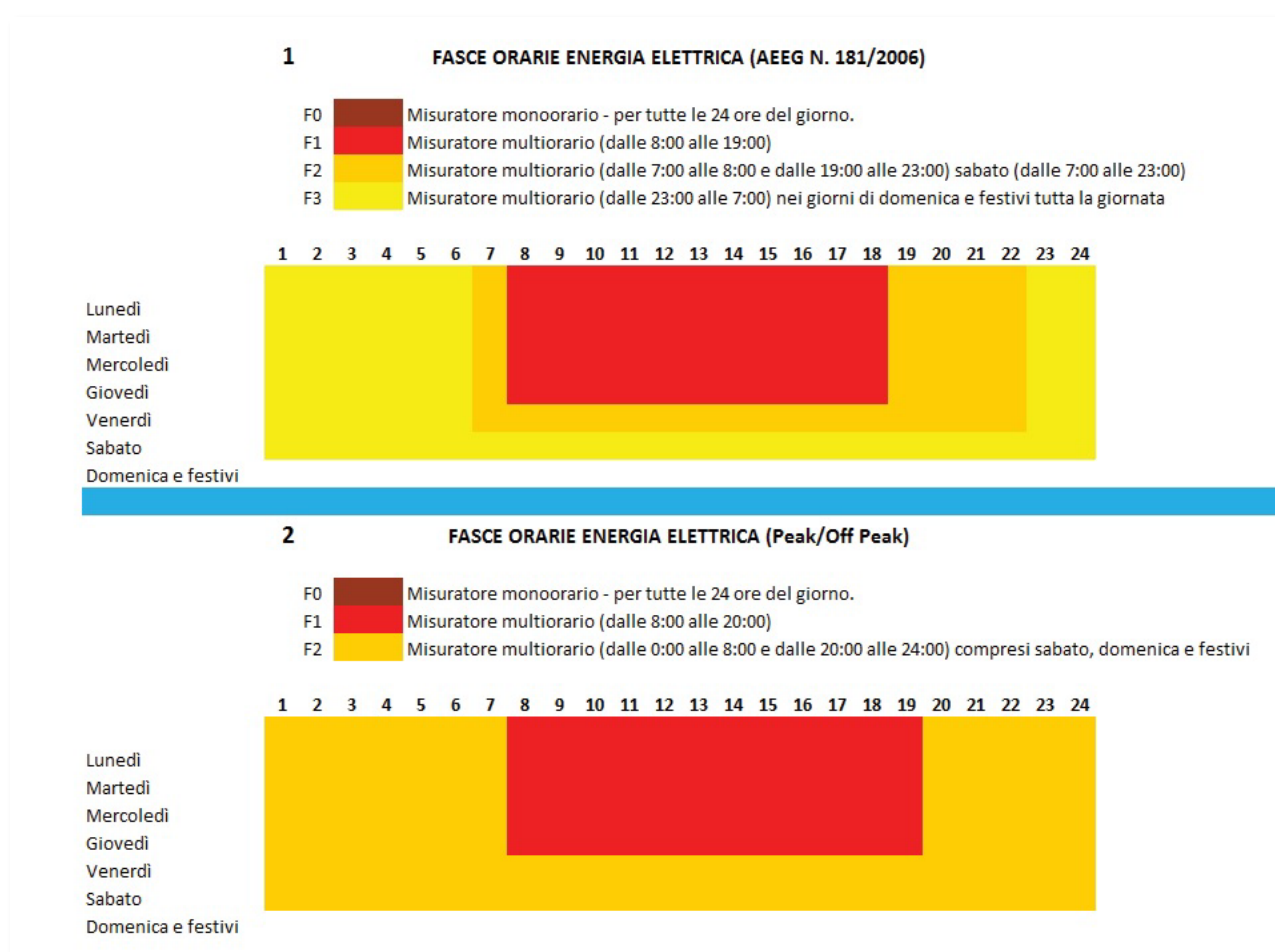 1 FASCE ORARIE ENERGIA ELETTRICA (AEEG N. 181/2006)
F0 Misuratore monoorario - per tutte le 24 ore del giorno.
F1 Misuratore multiorario (dalle 8:00 alle 19:00)
F2 Misuratore multiorario (dalle 7:00 alle 8:00 e dalle 19:00 alle 23:00) sabato (dalle 7:00 alle 23:00)
F3 Misuratore multiorario (dalle 23:00 alle 7:00) nei giorni di domenica e festivi tutta la giornata
1 2 3 4 5 6 7 8 9 10 11 12 13 14 15 16 17 18 19 20 21 22 23 24
Lunedì
Martedì
Mercoledì
Giovedì
Venerdì
Sabato
Domenica e festivi
2 FASCE ORARIE ENERGIA ELETTRICA (Peak/Off Peak)
F0 Misuratore monoorario - per tutte le 24 ore del giorno.
F1 Misuratore multiorario (dalle 8:00 alle 20:00)
F2 Misuratore multiorario (dalle 0:00 alle 8:00 e dalle 20:00 alle 24:00) compresi sabato, domenica e festivi
1 2 3 4 5 6 7 8 9 10 11 12 13 14 15 16 17 18 19 20 21 22 23 24
Lunedì
Martedì
Mercoledì
Giovedì
Venerdì
Sabato
Domenica e festivi